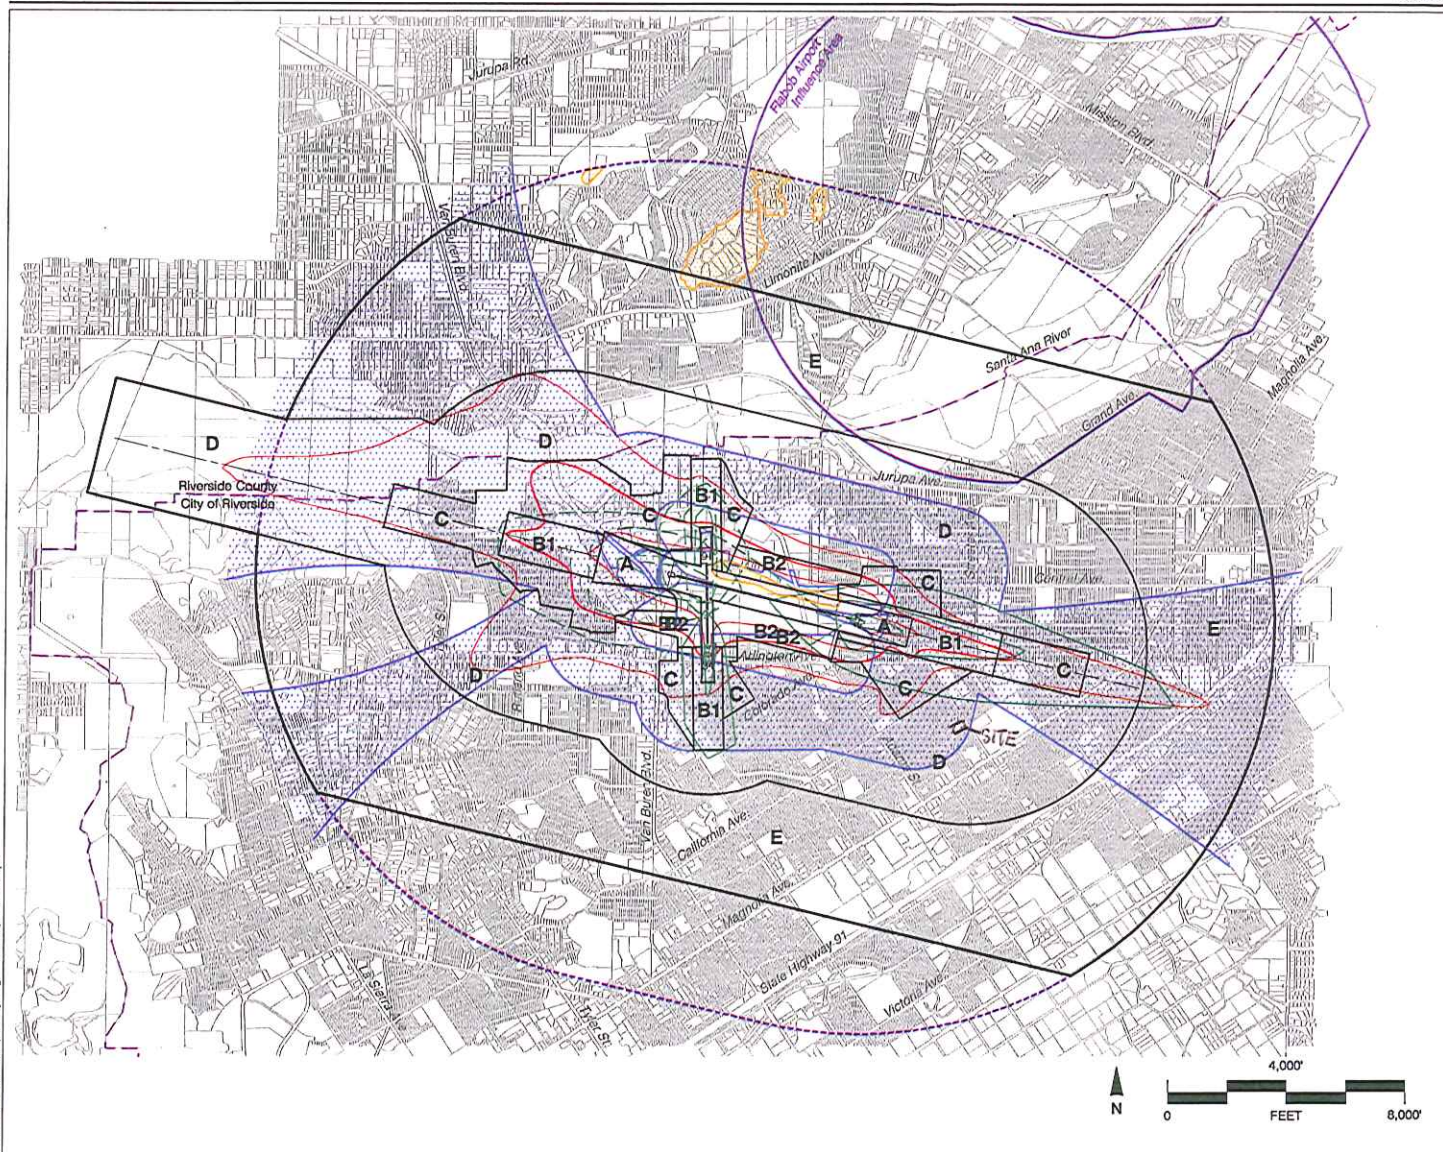 Jurupa Rd.
Flabob Airport
Influence Area
Mission Blvd.
Van Buren Blvd.
Limonite Ave.
E
Santa Ana River
Magnolia Ave.
Grand Ave.
D
D
Riverside County
City of Riverside
Jurupa Ave.
B1
C
C
C
D
B1
A
B2
C
Central Ave.
B2
B2
B2
A
B1
E
Arlington Ave.
D
C
C
C
C
B1
Colorado Ave.
SITE
D
Van Buren Blvd.
California Ave.
E
Magnolia Ave.
State Highway 91
Victoria Ave.
La Sierra Ave.
Tyler St.
4,000'
N
0
FEET
8,000'